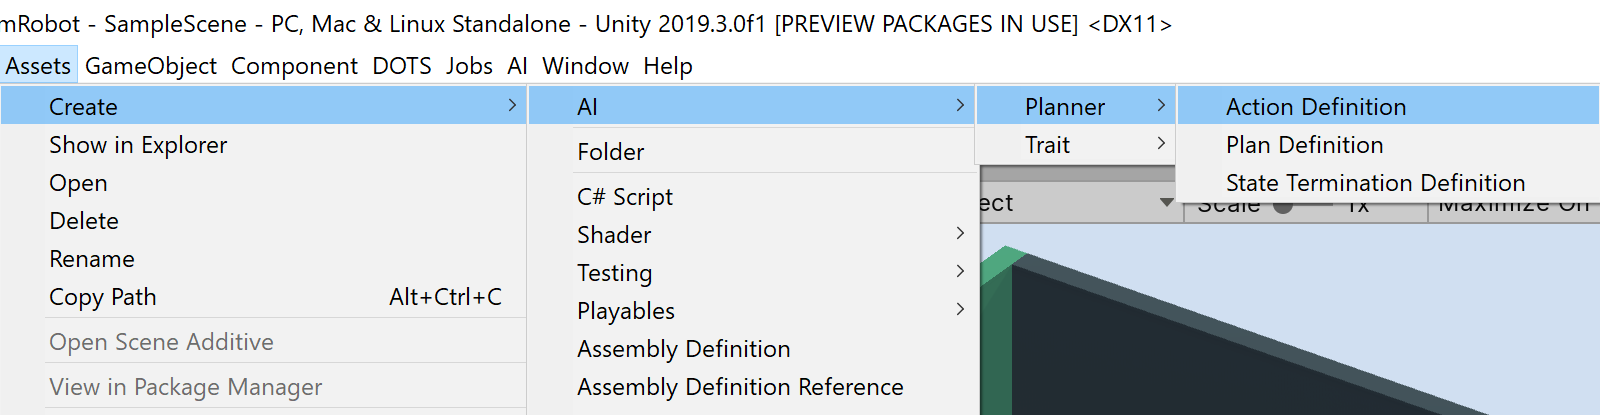 mRobot - SampleScene - PC, Mac & Linux Standalone - Unity 2019.3.0f1 [PREVIEW PACKAGES IN USE] <DX11>
Assets GameObject Component DOTS Jobs AI Window Help
Create
Show in Explorer
Open
Delete
Rename
Copy Path Alt+Ctrl+C
Open Scene Additive
View in Package Manager
AI
Folder
C# Script
Shader
Testing
Playables
Assembly Definition
Assembly Definition Reference
Planner
Trait
Action Definition
Plan Definition
State Termination Definition
ect Scale 1x Maximize On